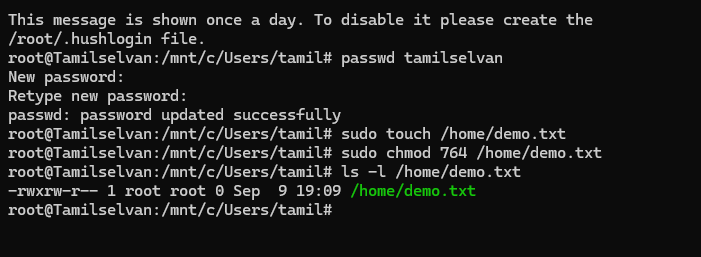 This message is shown once a day. To disable it please create the
/root/.hushlogin file.
root@Tamilselvan:/mnt/c/Users/tamil# passwd tamilselvan
New password:
Retype new password:
passwd: password updated successfully
root@Tamilselvan:/mnt/c/Users/tamil# sudo touch /home/demo.txt
root@Tamilselvan:/mnt/c/Users/tamil# sudo chmod 764 /home/demo.txt
root@Tamilselvan:/mnt/c/Users/tamil# ls -l /home/demo.txt
-rwxrw-r-- 1 root root 0 Sep  9 19:09 /home/demo.txt
root@Tamilselvan:/mnt/c/Users/tamil#